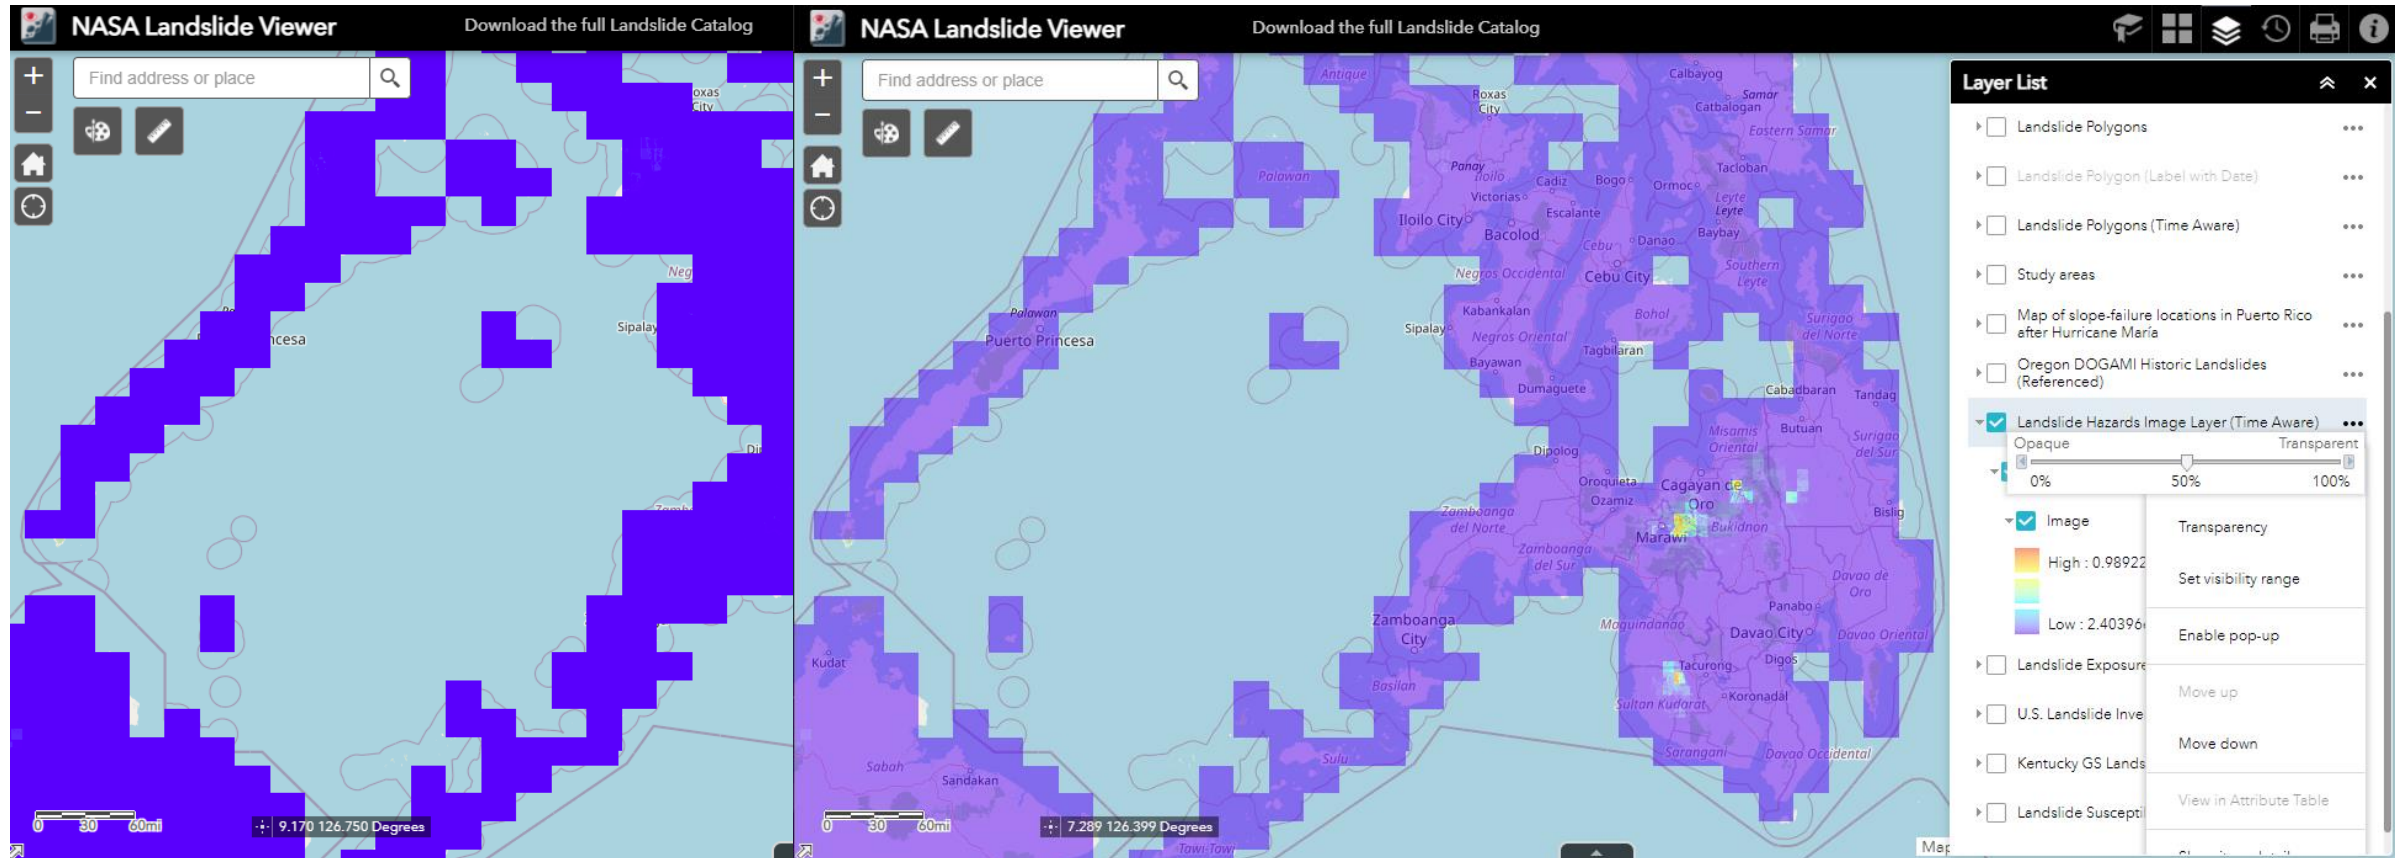 NASA Landslide Viewer
Download the full Landslide Catalog
+
Find address or place
−
oxas
City
Neg
Sipalay
ncesa
Di
Zamb
0 30 60mi
9.170 126.750 Degrees
NASA Landslide Viewer
Download the full Landslide Catalog
+
Find address or place
−
Antique
Roxas
City
Calbayog
Samar
Catbalogan
Eastern Samar
Panay
Iloilo
Tacloban
Palawan
Cadiz
Bogo
Ormoc
Victorias
Leyte
Leyte
Escalante
Iloilo City
Bacolod
Baybay
Cebu
Danao
Southern
Leyte
Negros Occidental
Cebu City
Palawan
Puerto Princesa
Kabankalan
Bohol
Surigao
del Norte
Sipalay
Negros Oriental
Tagbilaran
Bayawan
Dumaguete
Cabadbaran
Tandag
Misamis
Oriental
Butuan
Surigao
del Sur
Dipolog
Oroquieta
Ozamiz
Cagayan de
Oro
Bukidnon
Bislig
Zamboanga
del Norte
Marawi
Zamboanga
del Sur
Davao de
Oro
Panabo
Zamboanga
City
Maguindanao
Davao City
Davao Oriental
Kudat
Tacurong
Digos
Basilan
Koronadal
Sultan Kudarat
Sarangani
Davao Occidental
Sulu
Sabah
Sandakan
0 30 60mi
7.289 126.399 Degrees
Tawi-Tawi
Map
Layer List
Landslide Polygons
Landslide Polygon (Label with Date)
Landslide Polygons (Time Aware)
Study areas
Map of slope-failure locations in Puerto Rico
after Hurricane María
Oregon DOGAMI Historic Landslides
(Referenced)
Landslide Hazards Image Layer (Time Aware)
Opaque Transparent
0% 50% 100%
Image
High : 0.98922
Low : 2.40396
Landslide Exposure
U.S. Landslide Inve
Kentucky GS Lands
Landslide Suscepti
Transparency
Set visibility range
Enable pop-up
Move up
Move down
View in Attribute Table